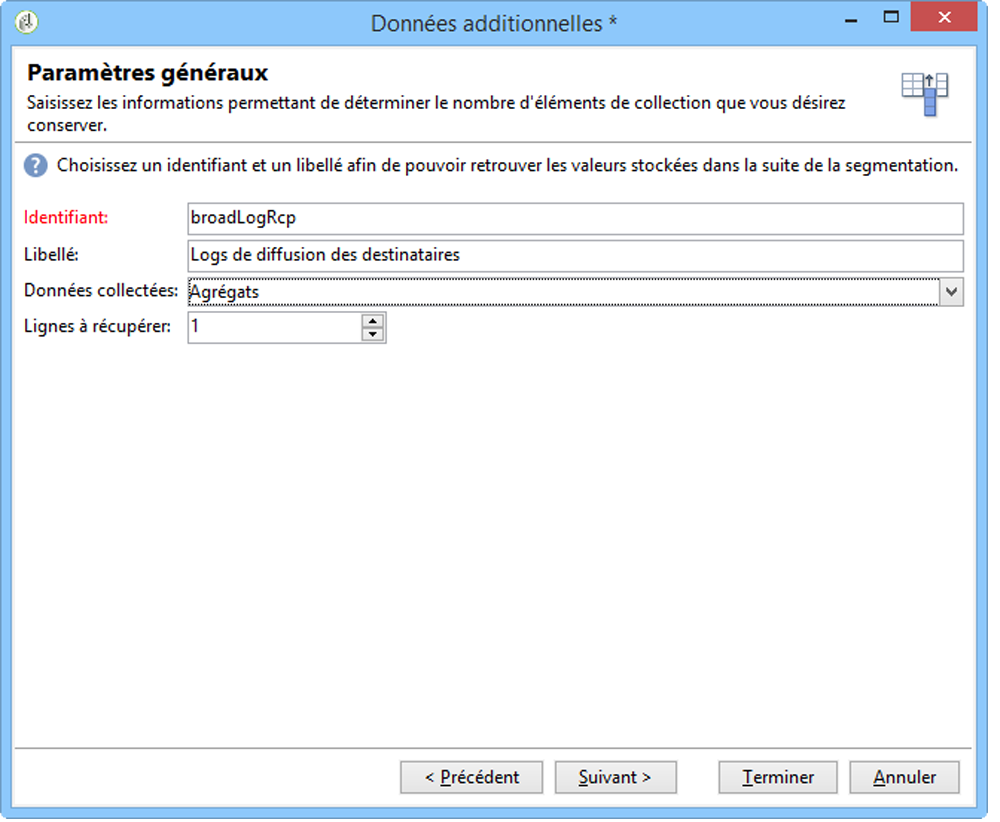 Données additionnelles *
Paramètres généraux
Saisissez les informations permettant de déterminer le nombre d'éléments de collection que vous désirez
conserver.
Choisissez un identifiant et un libellé afin de pouvoir retrouver les valeurs stockées dans la suite de la segmentation.
Identifiant: broadLogRcp
Libellé: Logs de diffusion des destinataires
Données collectées: Agrégats
Lignes à récupérer: 1
< Précédent Suivant > Terminer Annuler